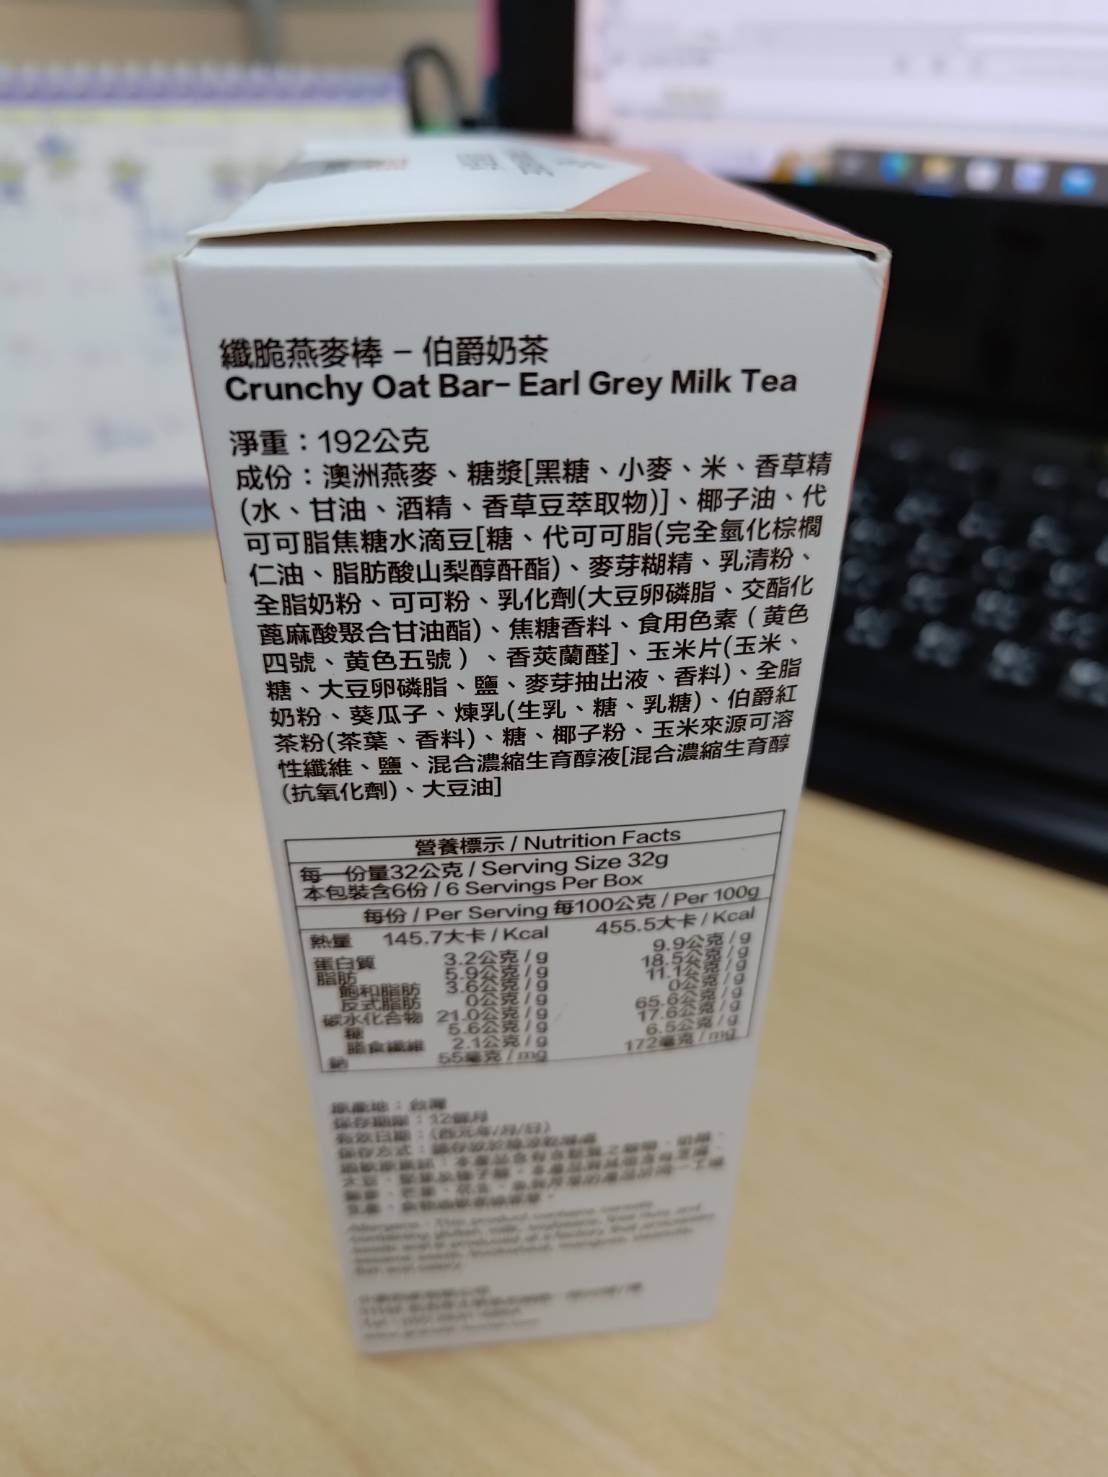 纖脆燕麥棒 – 伯爵奶茶
Crunchy Oat Bar- Earl Grey Milk Tea
淨重：192公克
成份：澳洲燕麥、糖漿[黑糖、小麥、米、香草精
(水、甘油、酒精、香草豆萃取物)]、椰子油、代
可可脂焦糖水滴豆[糖、代可可脂(完全氫化棕櫚
仁油、脂肪酸山梨醇酐酯)、麥芽糊精、乳清粉、
全脂奶粉、可可粉、乳化劑(大豆卵磷脂、交酯化
蓖麻酸聚合甘油酯)、焦糖香料、食用色素（黃色
四號、黃色五號）、香莢蘭醛]、玉米片(玉米、
糖、大豆卵磷脂、鹽、麥芽抽出液、香料)、全脂
奶粉、葵瓜子、煉乳(生乳、糖、乳糖)、伯爵紅
茶粉(茶葉、香料)、糖、椰子粉、玉米來源可溶
性纖維、鹽、混合濃縮生育醇液[混合濃縮生育醇
(抗氧化劑)、大豆油]
營養標示 / Nutrition Facts
每一份量32公克 / Serving Size 32g
本包裝含6份 / 6 Servings Per Box
每份 / Per Serving 每100公克 / Per 100g
熱量 145.7大卡 / Kcal 455.5大卡 / Kcal
蛋白質 3.2公克 / g 9.9公克 / g
脂肪 5.9公克 / g 18.5公克 / g
飽和脂肪 3.6公克 / g 11.1公克 / g
反式脂肪 0公克 / g 0公克 / g
碳水化合物 21.0公克 / g 65.6公克 / g
糖 5.6公克 / g 17.6公克 / g
膳食纖維 2.1公克 / g 6.5公克 / g
鈉 55毫克 / mg 172毫克 / mg
原產地：台灣
保存期限：12個月
有效日期：(西元年/月/日)